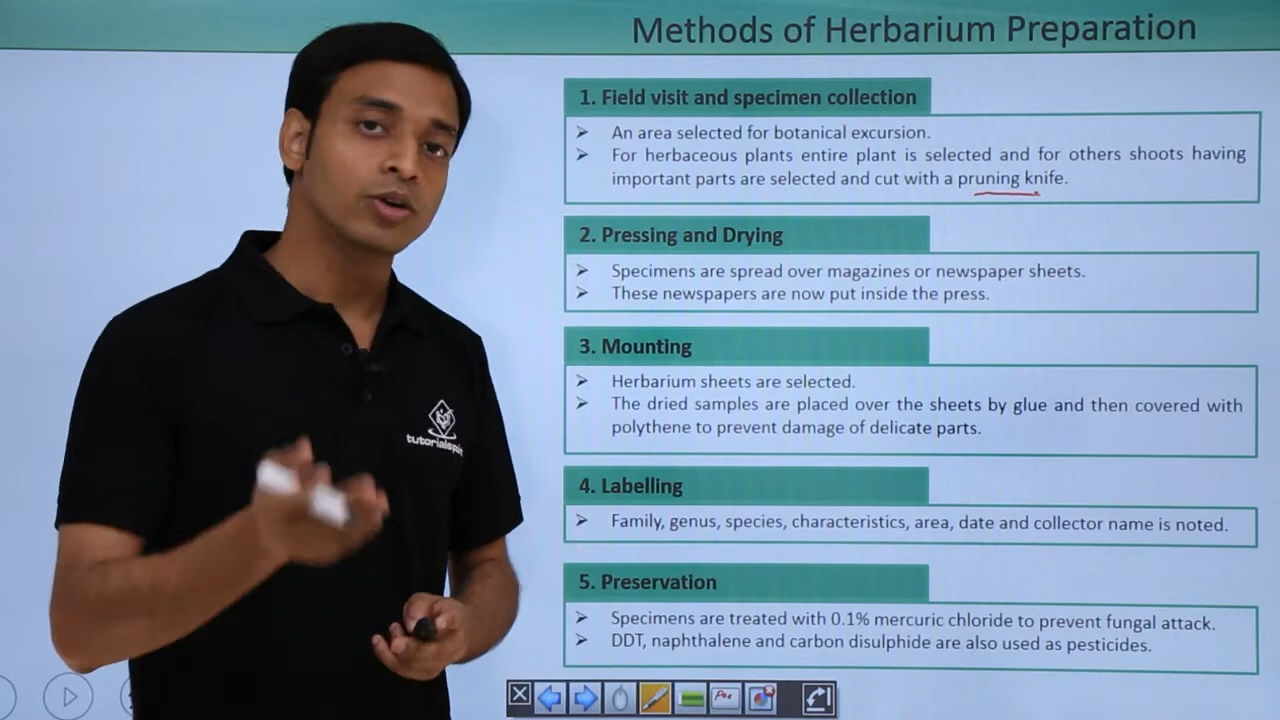 Methods of Herbarium Preparation
1. Field visit and specimen collection
➢ An area selected for botanical excursion.
➢ For herbaceous plants entire plant is selected and for others shoots having
important parts are selected and cut with a pruning knife.
2. Pressing and Drying
➢ Specimens are spread over magazines or newspaper sheets.
➢ These newspapers are now put inside the press.
3. Mounting
➢ Herbarium sheets are selected.
➢ The dried samples are placed over the sheets by glue and then covered with
polythene to prevent damage of delicate parts.
4. Labelling
➢ Family, genus, species, characteristics, area, date and collector name is noted.
5. Preservation
➢ Specimens are treated with 0.1% mercuric chloride to prevent fungal attack.
➢ DDT, naphthalene and carbon disulphide are also used as pesticides.